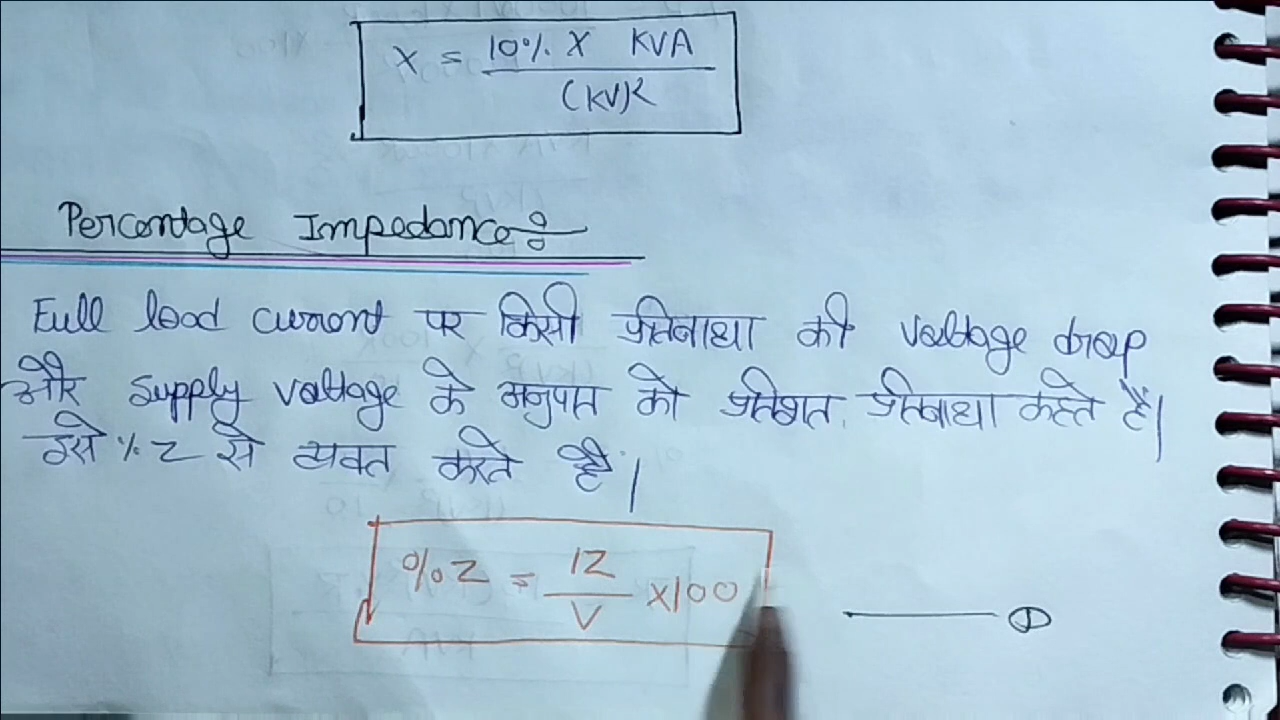 X = 10% X KVA
(KV)2
Percentage Impedance ÷
Full load current पर किसी प्रतिबाधा की voltage drop
और supply voltage के अनुपात को प्रतिशत प्रतिबाधा कहते हैं।
इसे % Z से व्यक्त करते है।
%Z = IZ
V X100 ①